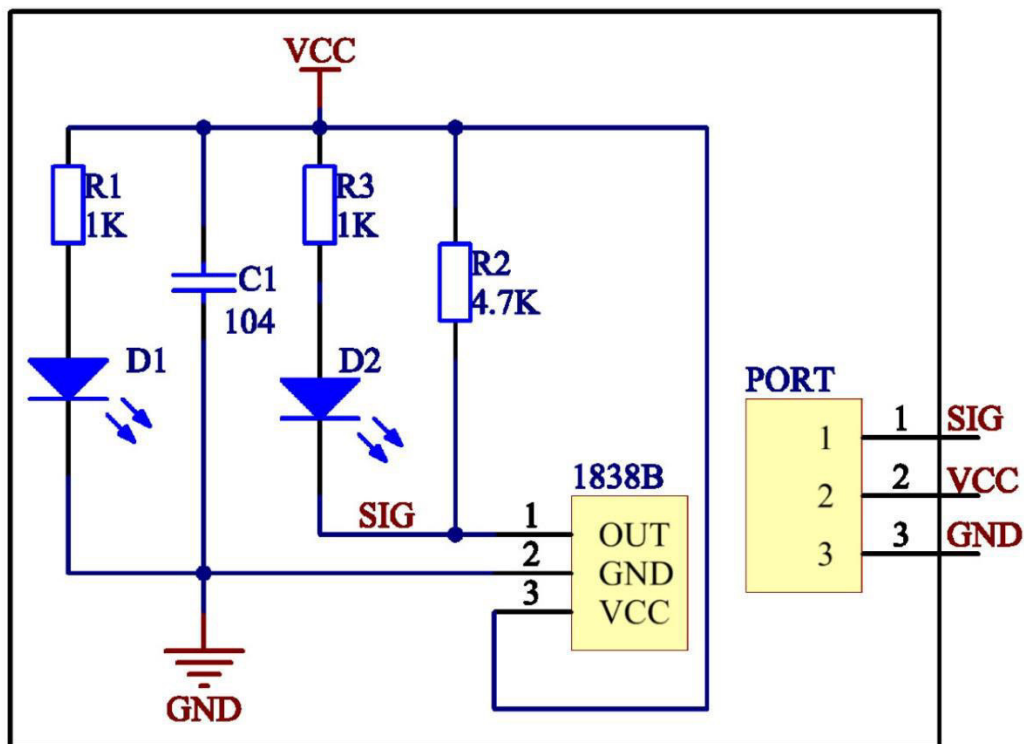 VCC
R1
1K
C1
104
R3
1K
R2
4.7K
D1
D2
PORT
1 1 SIG
2 2 VCC
3 3 GND
1838B
SIG
1 OUT
2 GND
3 VCC
GND